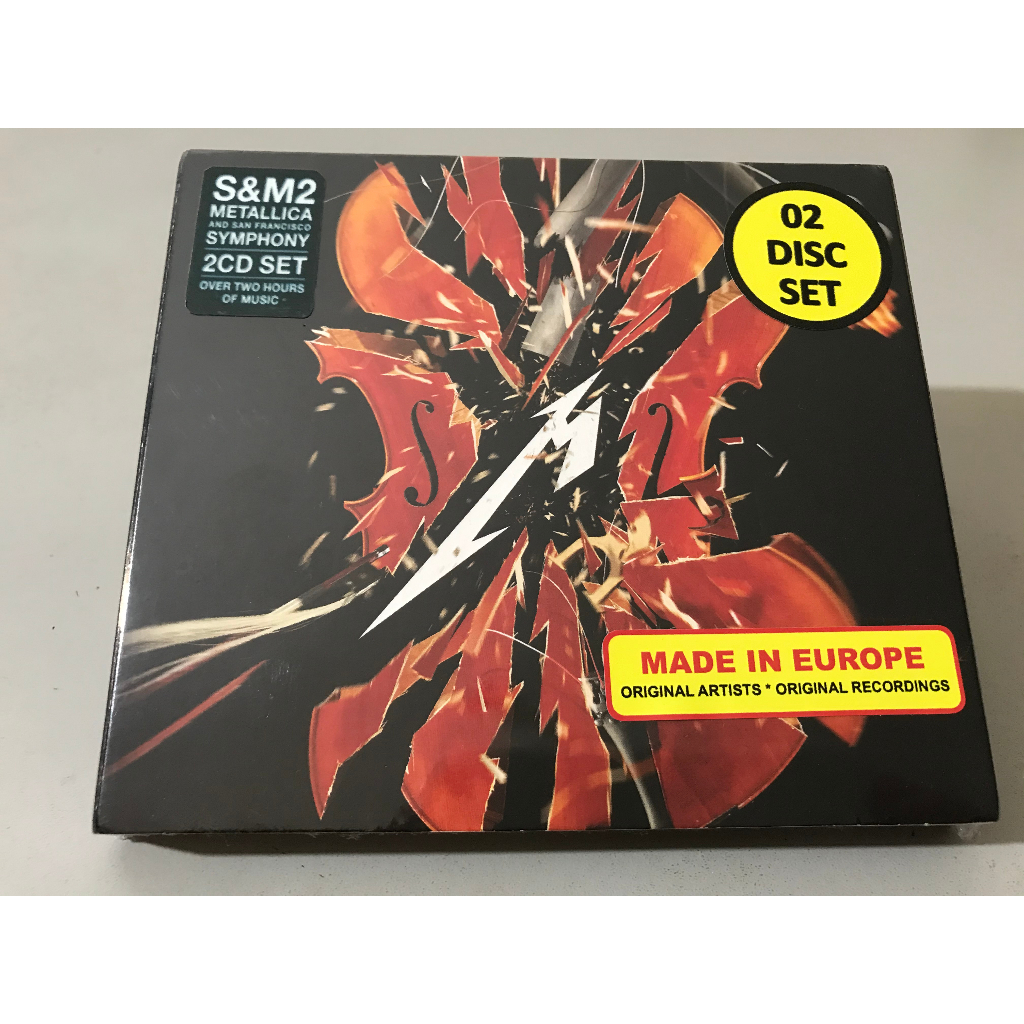 S&M2
METALLICA
AND SAN FRANCISCO
SYMPHONY
2CD SET
OVER TWO HOURS
OF MUSIC
02
DISC
SET
M
MADE IN EUROPE
ORIGINAL ARTISTS * ORIGINAL RECORDINGS